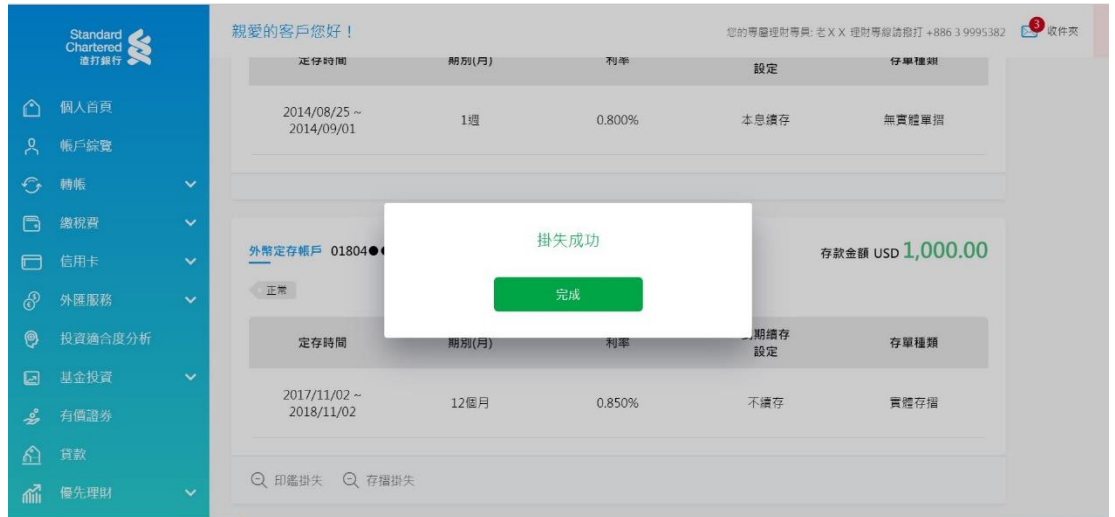 Standard
Chartered
渣打銀行
親愛的客戶您好！
您的專屬理財專員: 老X X 理財專線請撥打 +886 3 9995382
3
收件夾
個人首頁
帳戶綜覽
轉帳
繳稅費
信用卡
外匯服務
投資適合度分析
基金投資
有價證券
貸款
優先理財
定存時間 期別(月) 利率 設定 存單種類
2014/08/25 ~
2014/09/01
1週 0.800% 本息續存 無實體單摺
掛失成功
完成
外幣定存帳戶 01804●
存款金額 USD 1,000.00
正常
定存時間 期別(月) 利率 期續存
設定
存單種類
2017/11/02 ~
2018/11/02
12個月 0.850% 不續存 實體存摺
印鑑掛失 存摺掛失